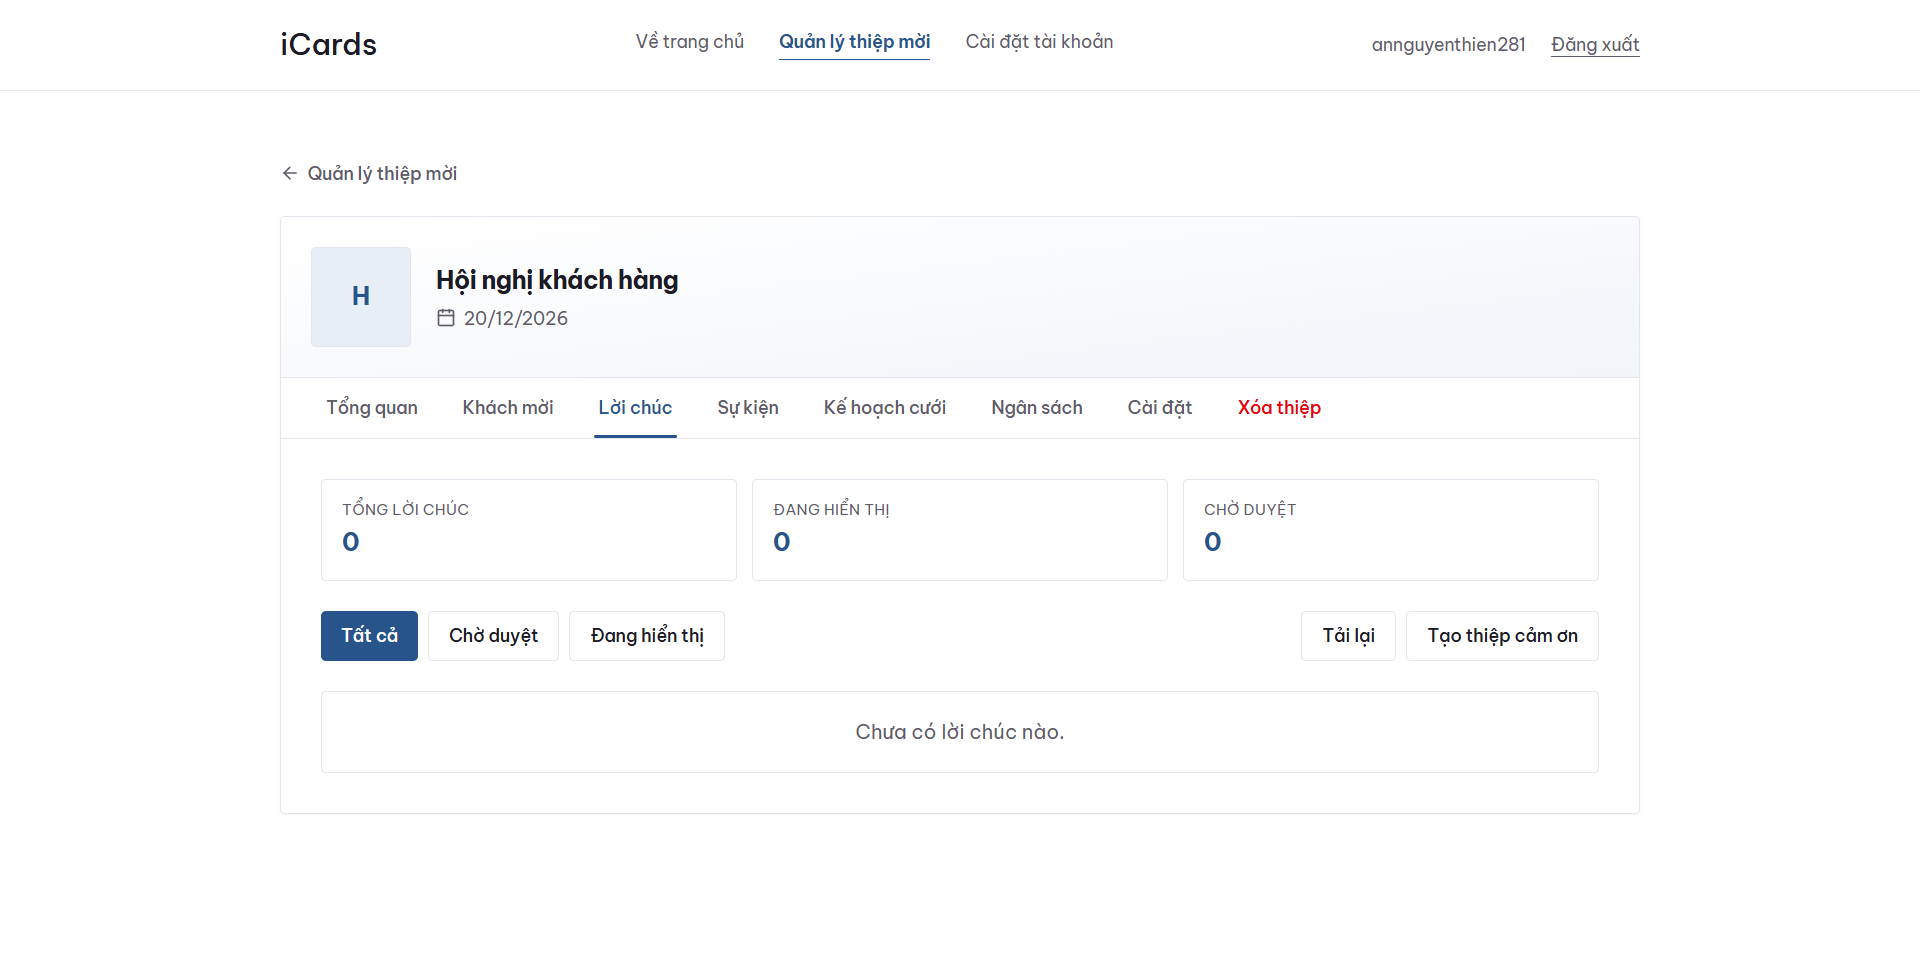 iCards
Về trang chủ
Quản lý thiệp mời
Cài đặt tài khoản
annguyenthien281
Đăng xuất
Quản lý thiệp mời
H
Hội nghị khách hàng
20/12/2026
Tổng quan
Khách mời
Lời chúc
Sự kiện
Kế hoạch cưới
Ngân sách
Cài đặt
Xóa thiệp
TỔNG LỜI CHÚC
0
ĐANG HIỂN THỊ
0
CHỜ DUYỆT
0
Tất cả
Chờ duyệt
Đang hiển thị
Tải lại
Tạo thiệp cảm ơn
Chưa có lời chúc nào.